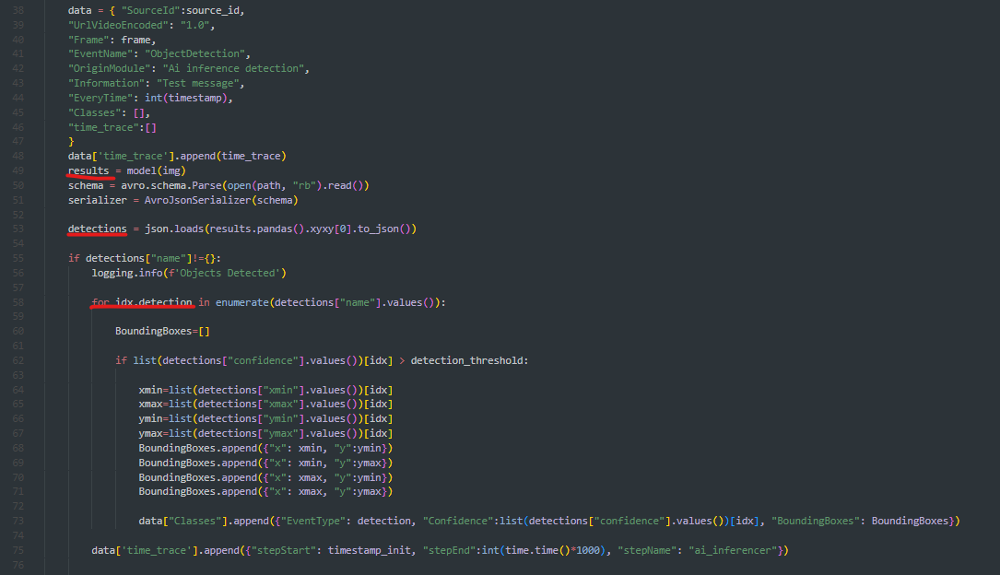 38 data = { "SourceId":source_id,
39 "UrlVideoEncoded": "1.0",
40 "Frame": frame,
41 "EventName": "ObjectDetection",
42 "OriginModule": "Ai inference detection",
43 "Information": "Test message",
44 "EveryTime": int(timestamp),
45 "Classes": [],
46 "time_trace":[]
47 }
48 data['time_trace'].append(time_trace)
49 results = model(img)
50 schema = avro.schema.Parse(open(path, "rb").read())
51 serializer = AvroJsonSerializer(schema)
52
53 detections = json.loads(results.pandas().xyxy[0].to_json())
54
55 if detections["name"]!={}:
56 logging.info(f'Objects Detected')
57
58 for idx,detection in enumerate(detections["name"].values()):
59
60 BoundingBoxes=[]
61
62 if list(detections["confidence"].values())[idx] > detection_threshold:
63
64 xmin=list(detections["xmin"].values())[idx]
65 xmax=list(detections["xmax"].values())[idx]
66 ymin=list(detections["ymin"].values())[idx]
67 ymax=list(detections["ymax"].values())[idx]
68 BoundingBoxes.append({"x": xmin, "y":ymin})
69 BoundingBoxes.append({"x": xmin, "y":ymax})
70 BoundingBoxes.append({"x": xmax, "y":ymin})
71 BoundingBoxes.append({"x": xmax, "y":ymax})
72
73 data["Classes"].append({"EventType": detection, "Confidence":list(detections["confidence"].values())[idx], "BoundingBoxes": BoundingBoxes})
74
75 data['time_trace'].append({"stepStart": timestamp_init, "stepEnd":int(time.time()*1000), "stepName": "ai_inferencer"})
76